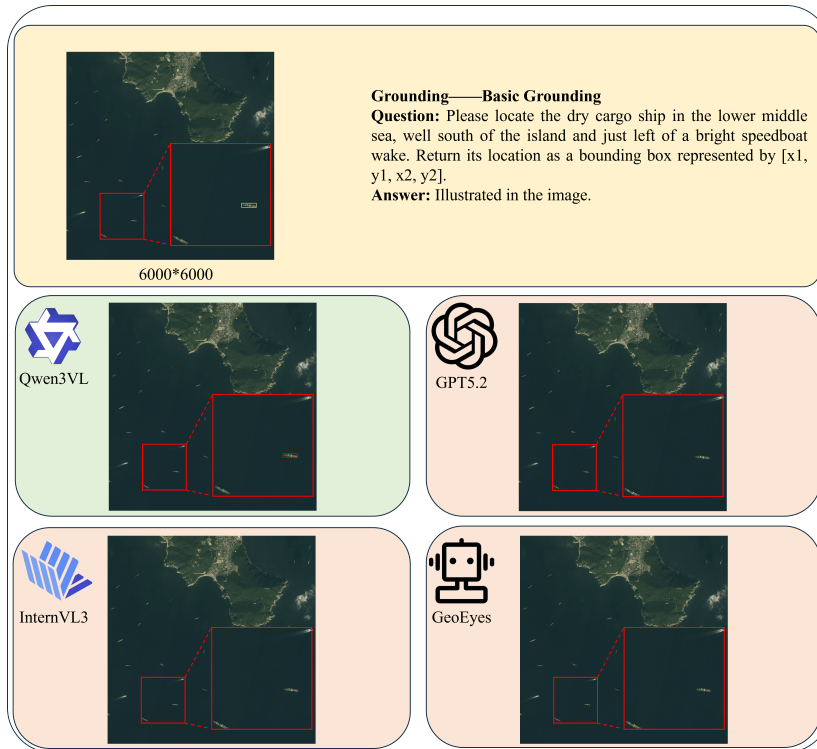 Grounding——Basic Grounding
Question: Please locate the dry cargo ship in the lower middle
sea, well south of the island and just left of a bright speedboat
wake. Return its location as a bounding box represented by [x1,
y1, x2, y2].
Answer: Illustrated in the image.
6000*6000
Qwen3VL
GPT5.2
InternVL3
GeoEyes